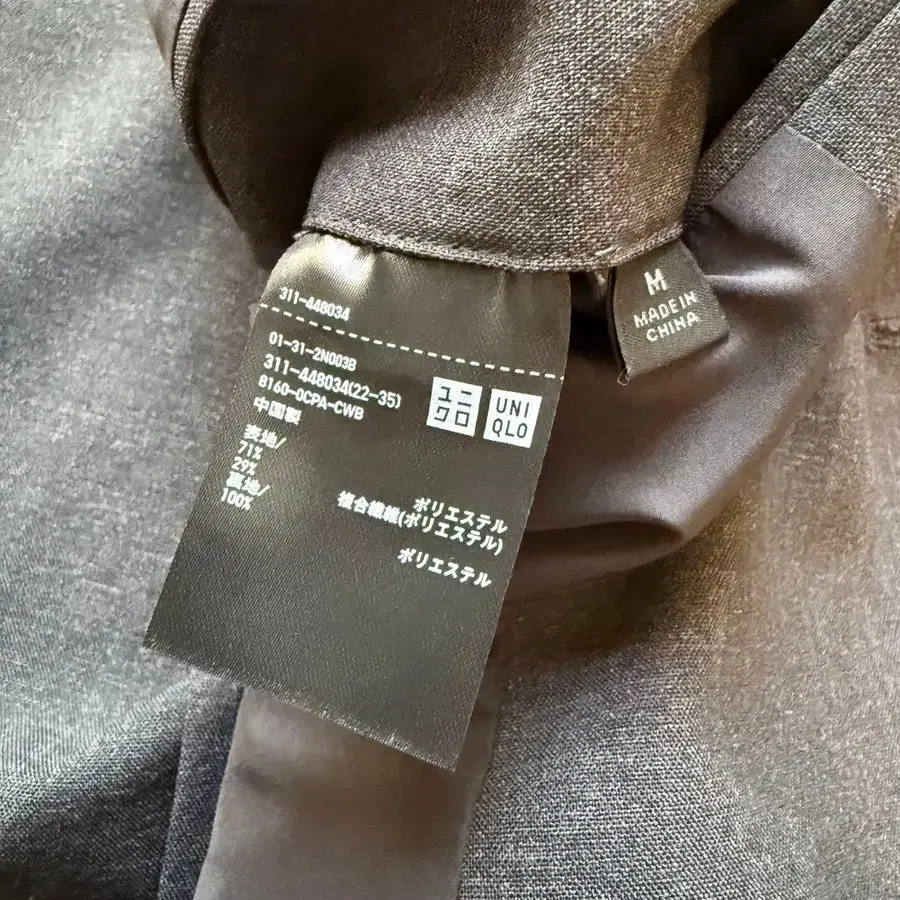 311-448034
01-31-2N003B
311-448034(22-35)
8160-0CPA-CWB
中国製
表地/
71% ポリエステル
29% 複合繊維(ポリエステル)
裏地/
100% ポリエステル
ユニ
クロ
UNI
QLO
M
MADE IN
CHINA